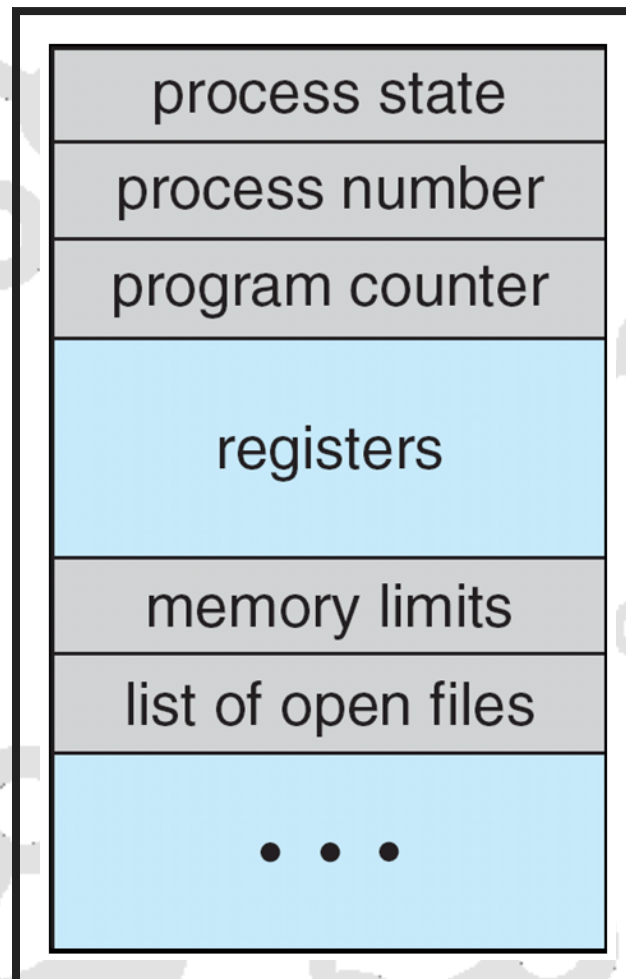 process state
process number
program counter
registers
memory limits
list of open files
• • •